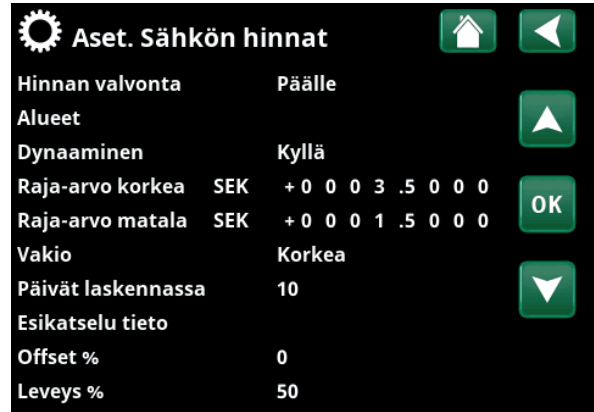 Aset. Sähkön hinnat
Hinnan valvonta Päälle
Alueet
Dynaaminen Kyllä
Raja-arvo korkea SEK +0 0 0 3 .5 0 0 0
OK
Raja-arvo matala SEK +0 0 0 1 .5 0 0 0
Vakio Korkea
Päivät laskennassa 10
Esikatselu tieto
Offset % 0
Leveys % 50